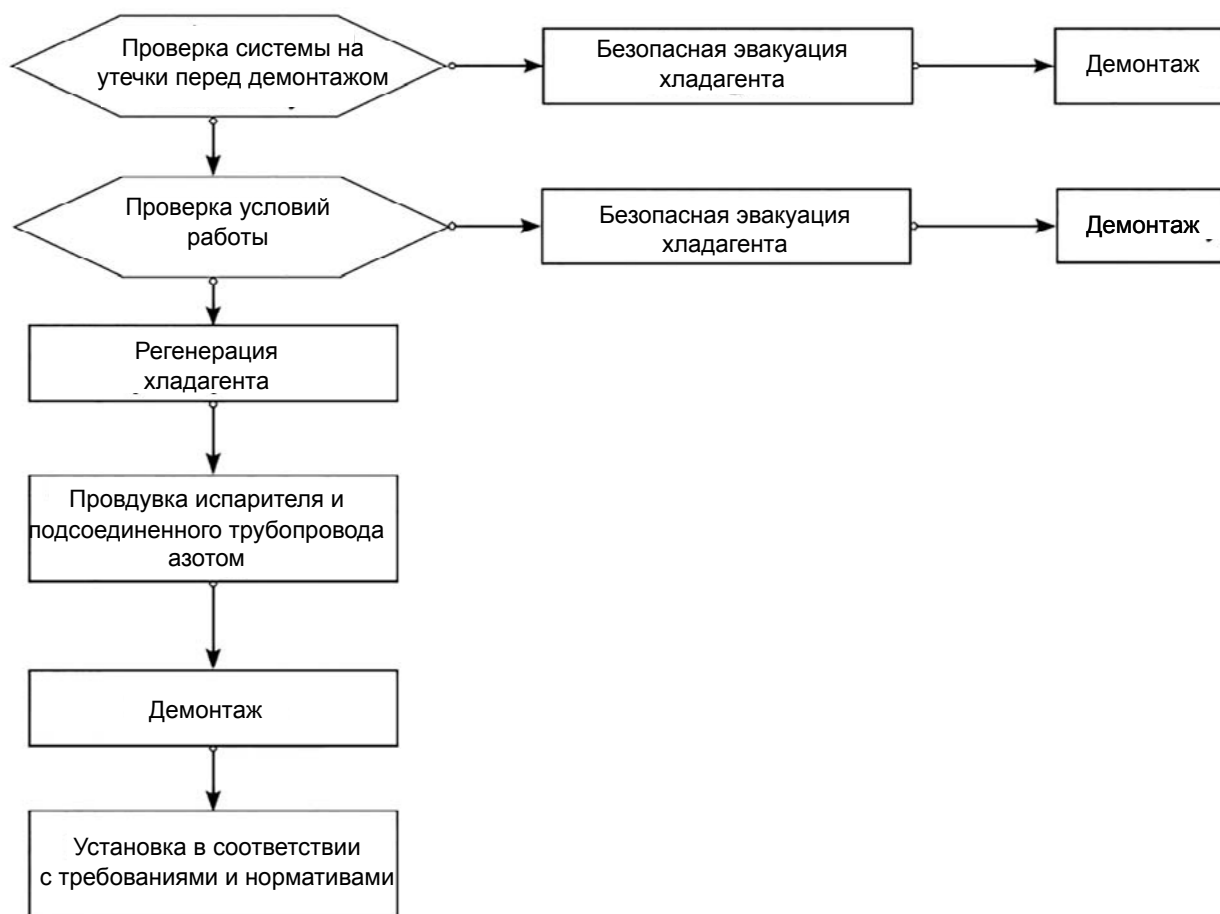 Проверка системы на
утечки перед демонтажом
Безопасная эвакуация
хладагента
Демонтаж
Проверка условий
работы
Безопасная эвакуация
хладагента
Демонтаж
Регенерация
хладагента
Провдувка испарителя и
подсоединенного трубопровода
азотом
Демонтаж
Установка в соответствии
с требованиями и нормативами